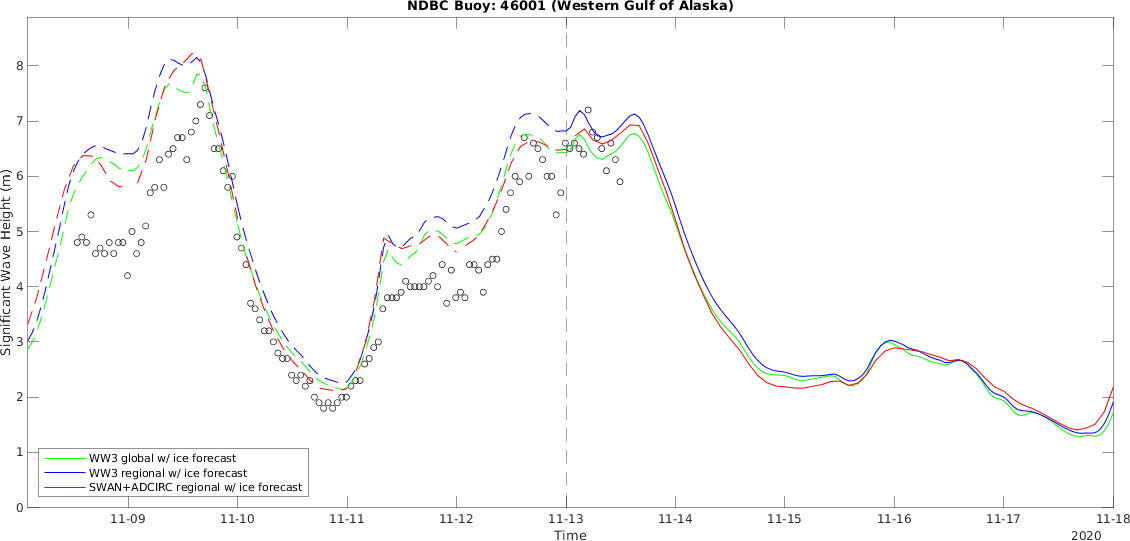 NDBC Buoy: 46001 (Western Gulf of Alaska)
Significant Wave Height (m)
8
7
6
5
4
3
2
1
0
WW3 global w/ ice forecast
WW3 regional w/ ice forecast
SWAN+ADCIRC regional w/ ice forecast
11-09 11-10 11-11 11-12 11-13 11-14 11-15 11-16 11-17 11-18
Time
2020